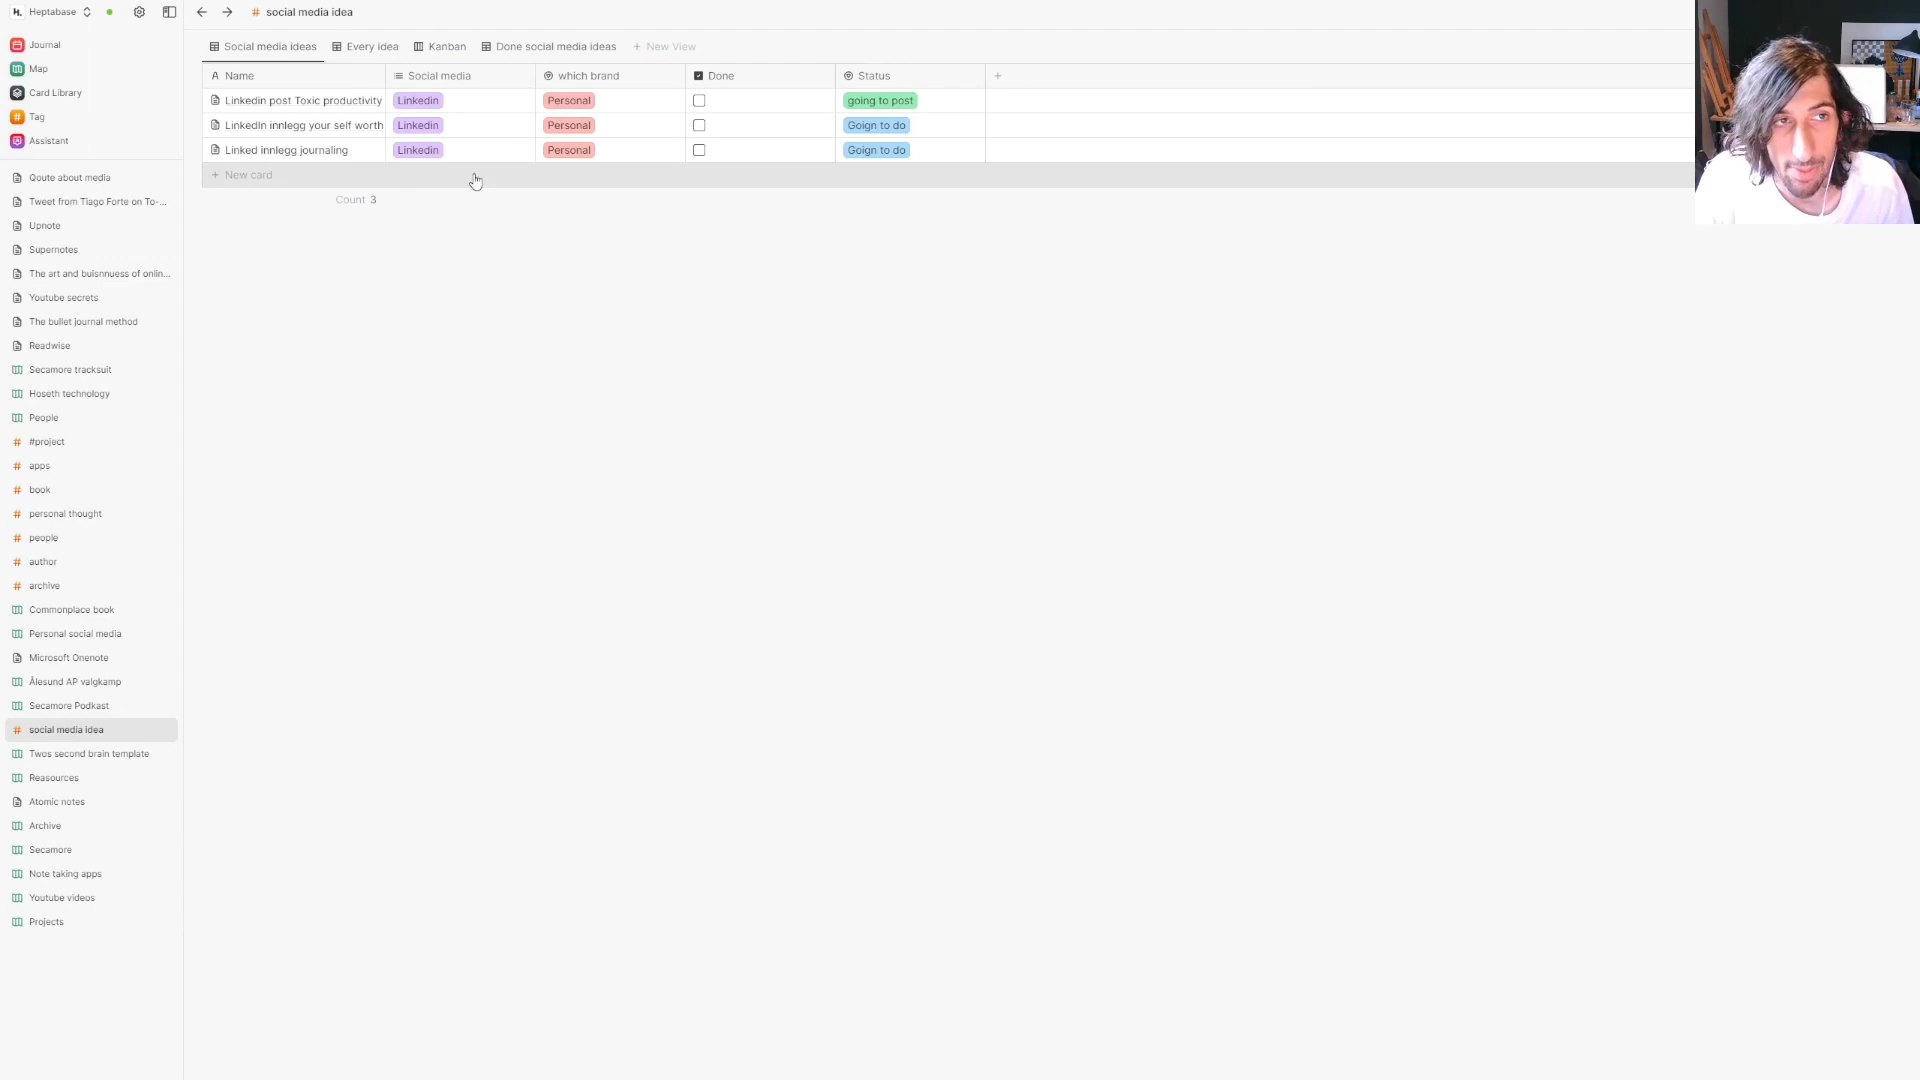 Heptabase
# social media idea
Journal
Map
Card Library
Tag
Assistant
Qoute about media
Tweet from Tiago Forte on To-...
Upnote
Supernotes
The art and buisnnuess of onlin...
Youtube secrets
The bullet journal method
Readwise
Secamore tracksuit
Hoseth technology
People
# #project
# apps
# book
# personal thought
# people
# author
# archive
Commonplace book
Personal social media
Microsoft Onenote
Ålesund AP valgkamp
Secamore Podkast
# social media idea
Twos second brain template
Reasources
Atomic notes
Archive
Secamore
Note taking apps
Youtube videos
Projects
Social media ideas Every idea Kanban Done social media ideas + New View
Name Social media which brand Done Status +
Linkedin post Toxic productivity Linkedin Personal going to post
LinkedIn innlegg your self worth Linkedin Personal Goign to do
Linked innlegg journaling Linkedin Personal Goign to do
+ New card
Count 3